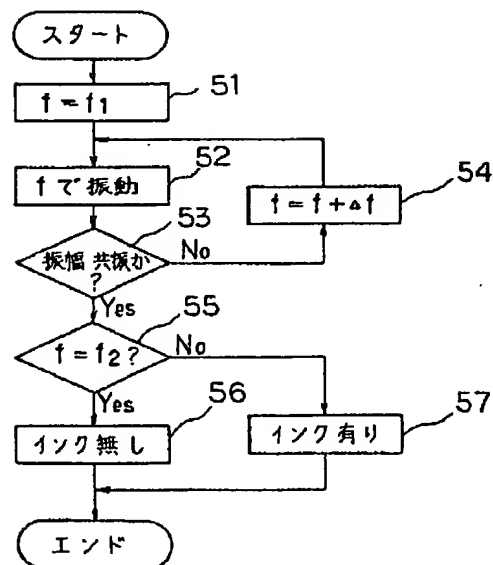 スタート
f=f1
51
52
fで振動
54
f=f+Δf
53
振幅共振か
?
No
Yes
55
f=f2?
No
Yes
56
インク無し
57
インク有り
エンド